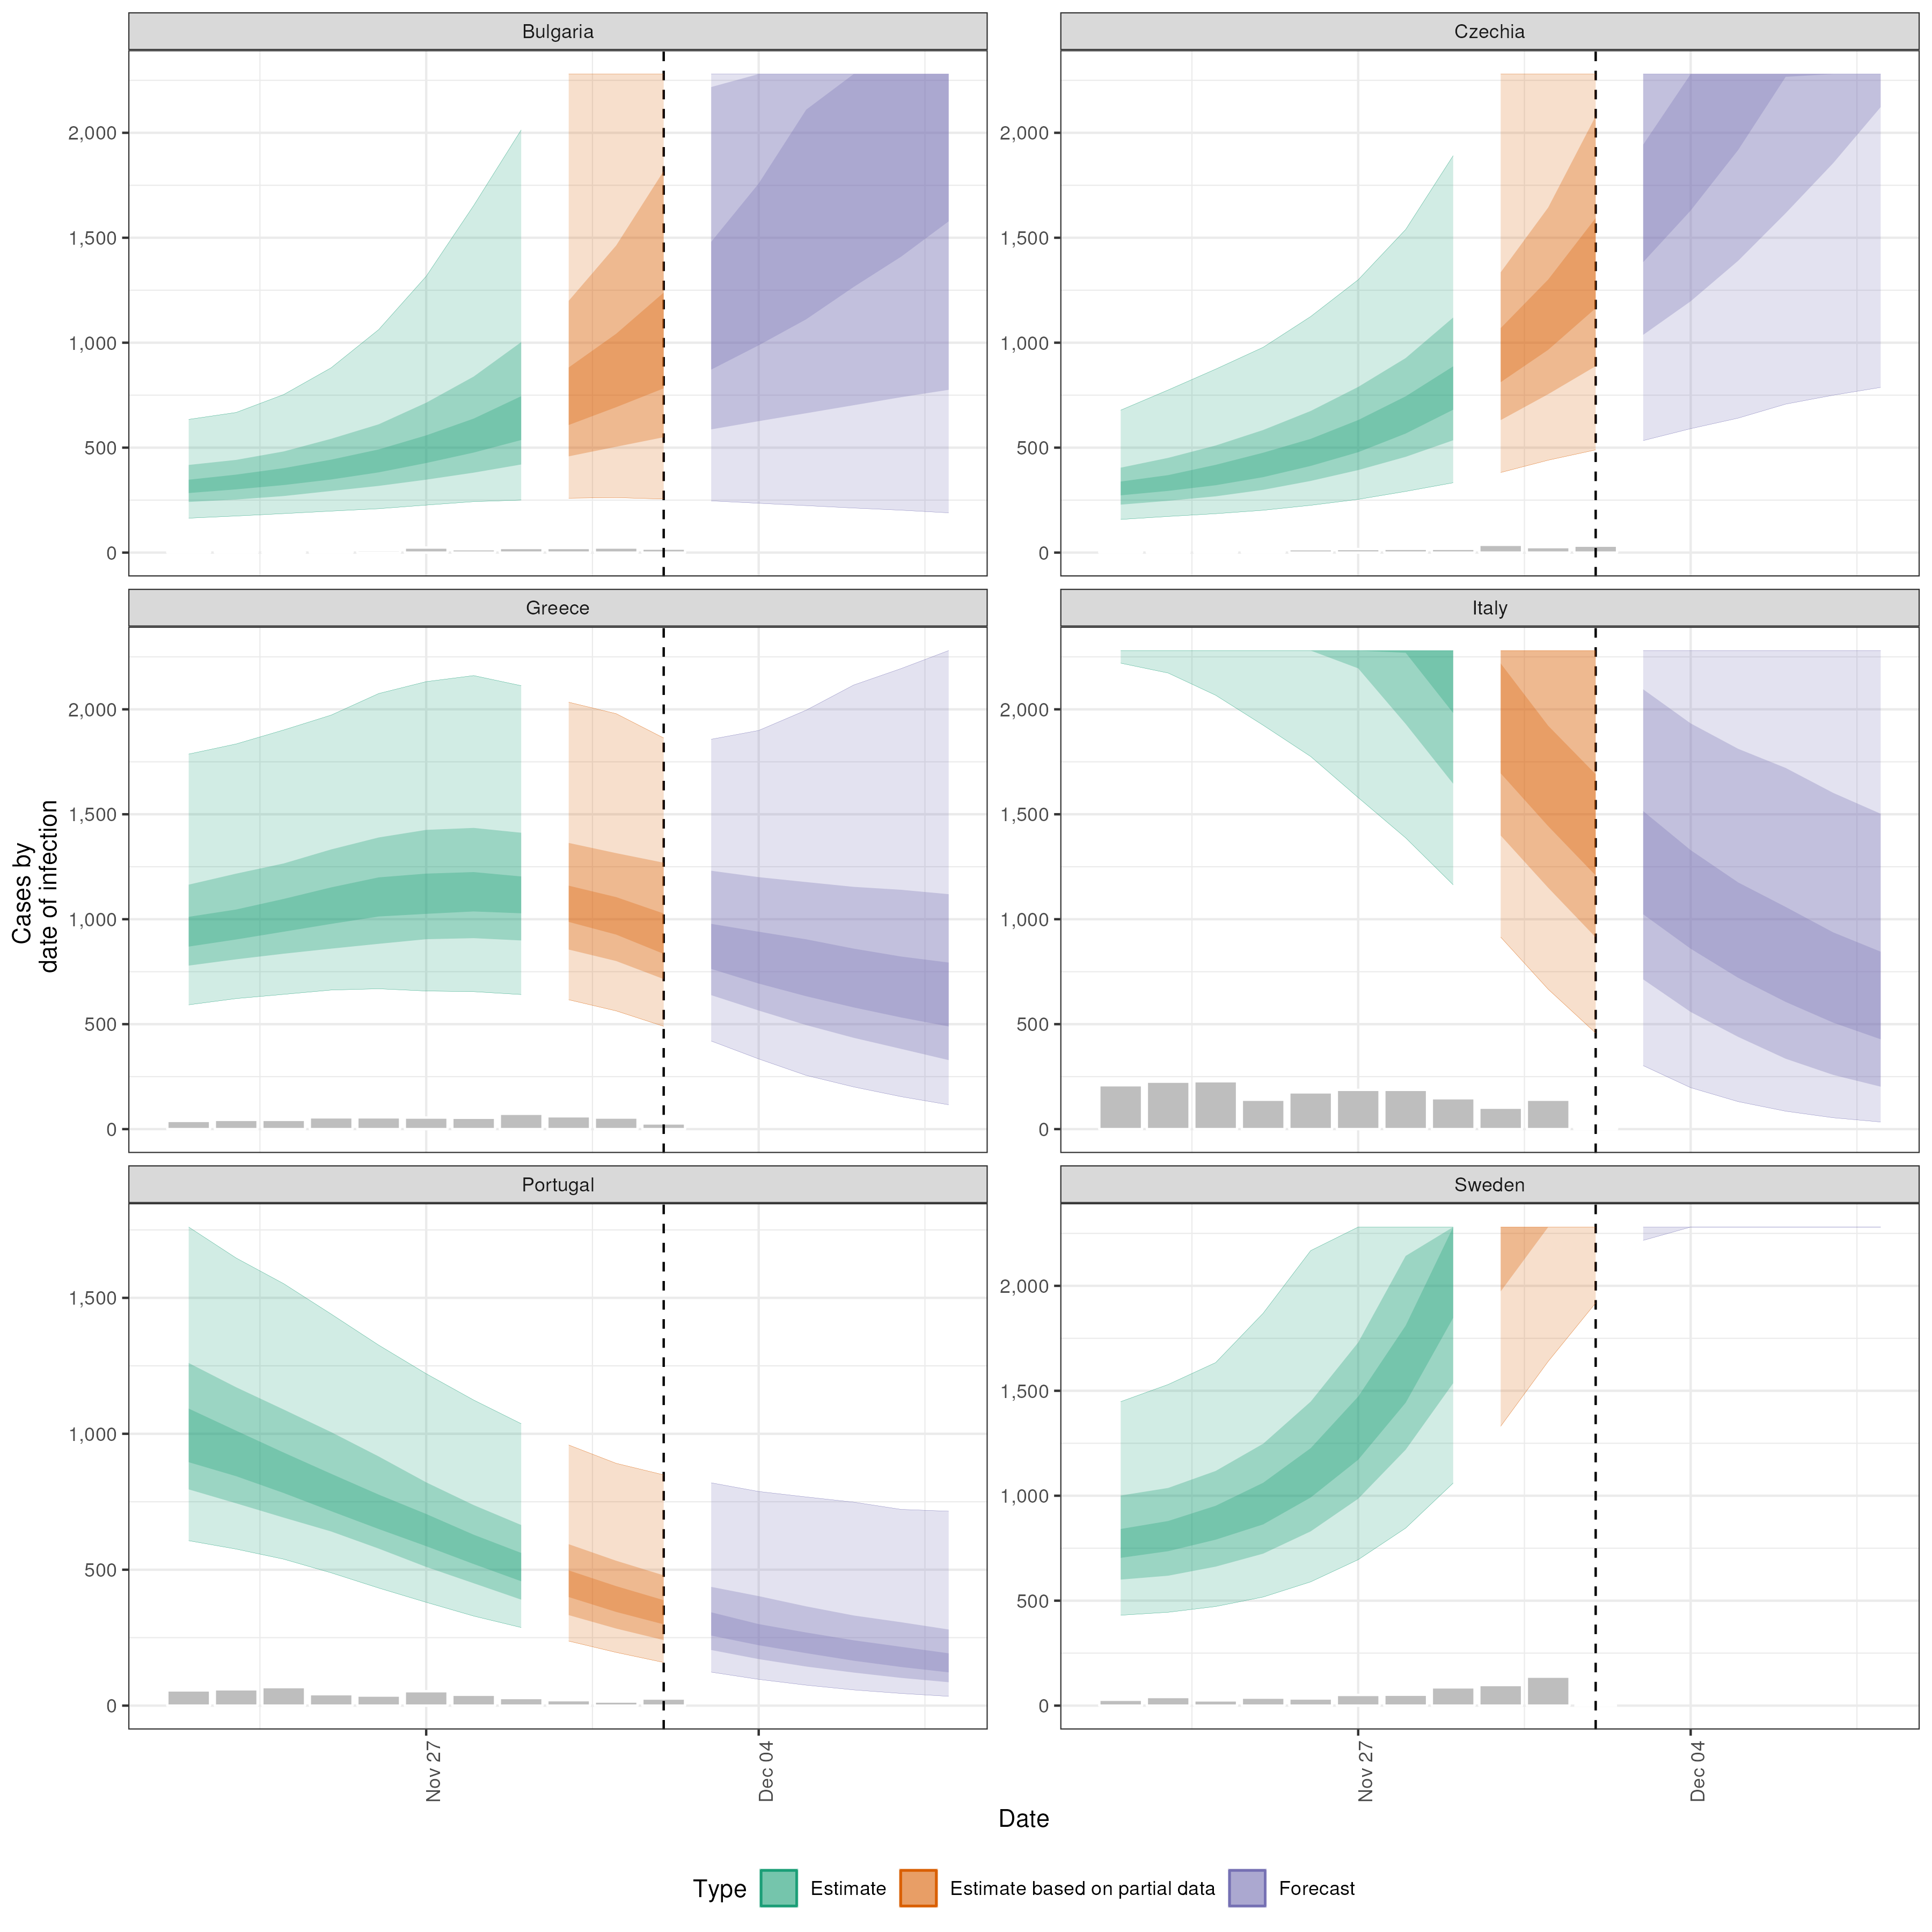 Bulgaria
Czechia
2,000
1,500
1,000
500
0
2,000
1,500
1,000
500
0
Greece
Italy
2,000
1,500
1,000
500
0
2,000
1,500
1,000
500
0
Cases by
date of infection
Portugal
Sweden
1,500
1,000
500
0
2,000
1,500
1,000
500
0
Nov 27
Dec 04
Nov 27
Dec 04
Date
Type
Estimate
Estimate based on partial data
Forecast